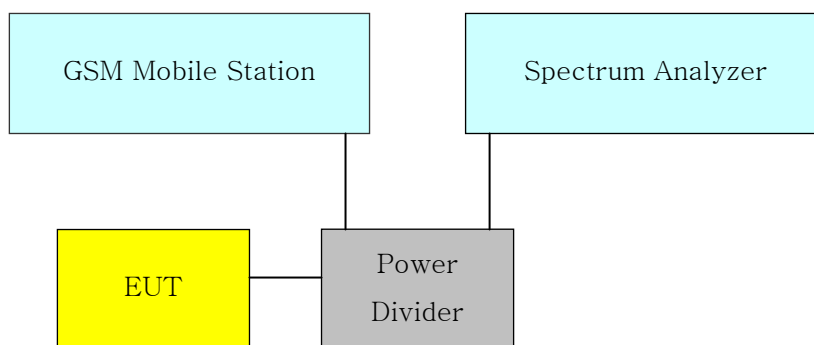 GSM Mobile Station
Spectrum Analyzer
EUT
Power
Divider